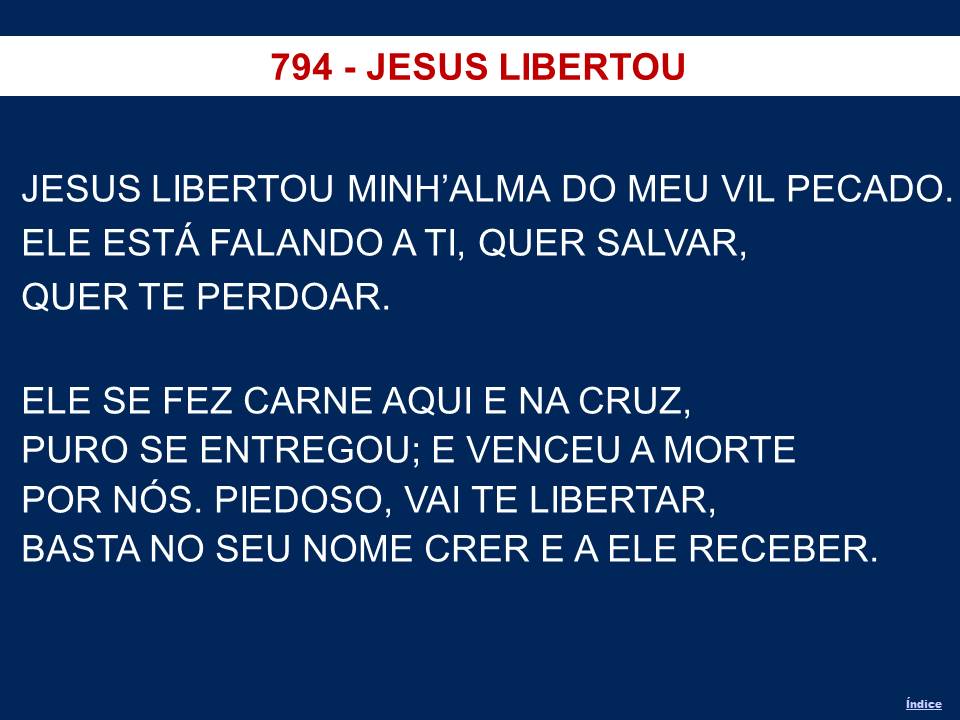 794 - JESUS LIBERTOU
JESUS LIBERTOU MINH’ALMA DO MEU VIL PECADO.
ELE ESTÁ FALANDO A TI, QUER SALVAR,
QUER TE PERDOAR.
ELE SE FEZ CARNE AQUI E NA CRUZ,
PURO SE ENTREGOU; E VENCEU A MORTE
POR NÓS. PIEDOSO, VAI TE LIBERTAR,
BASTA NO SEU NOME CRER E A ELE RECEBER.
Índice